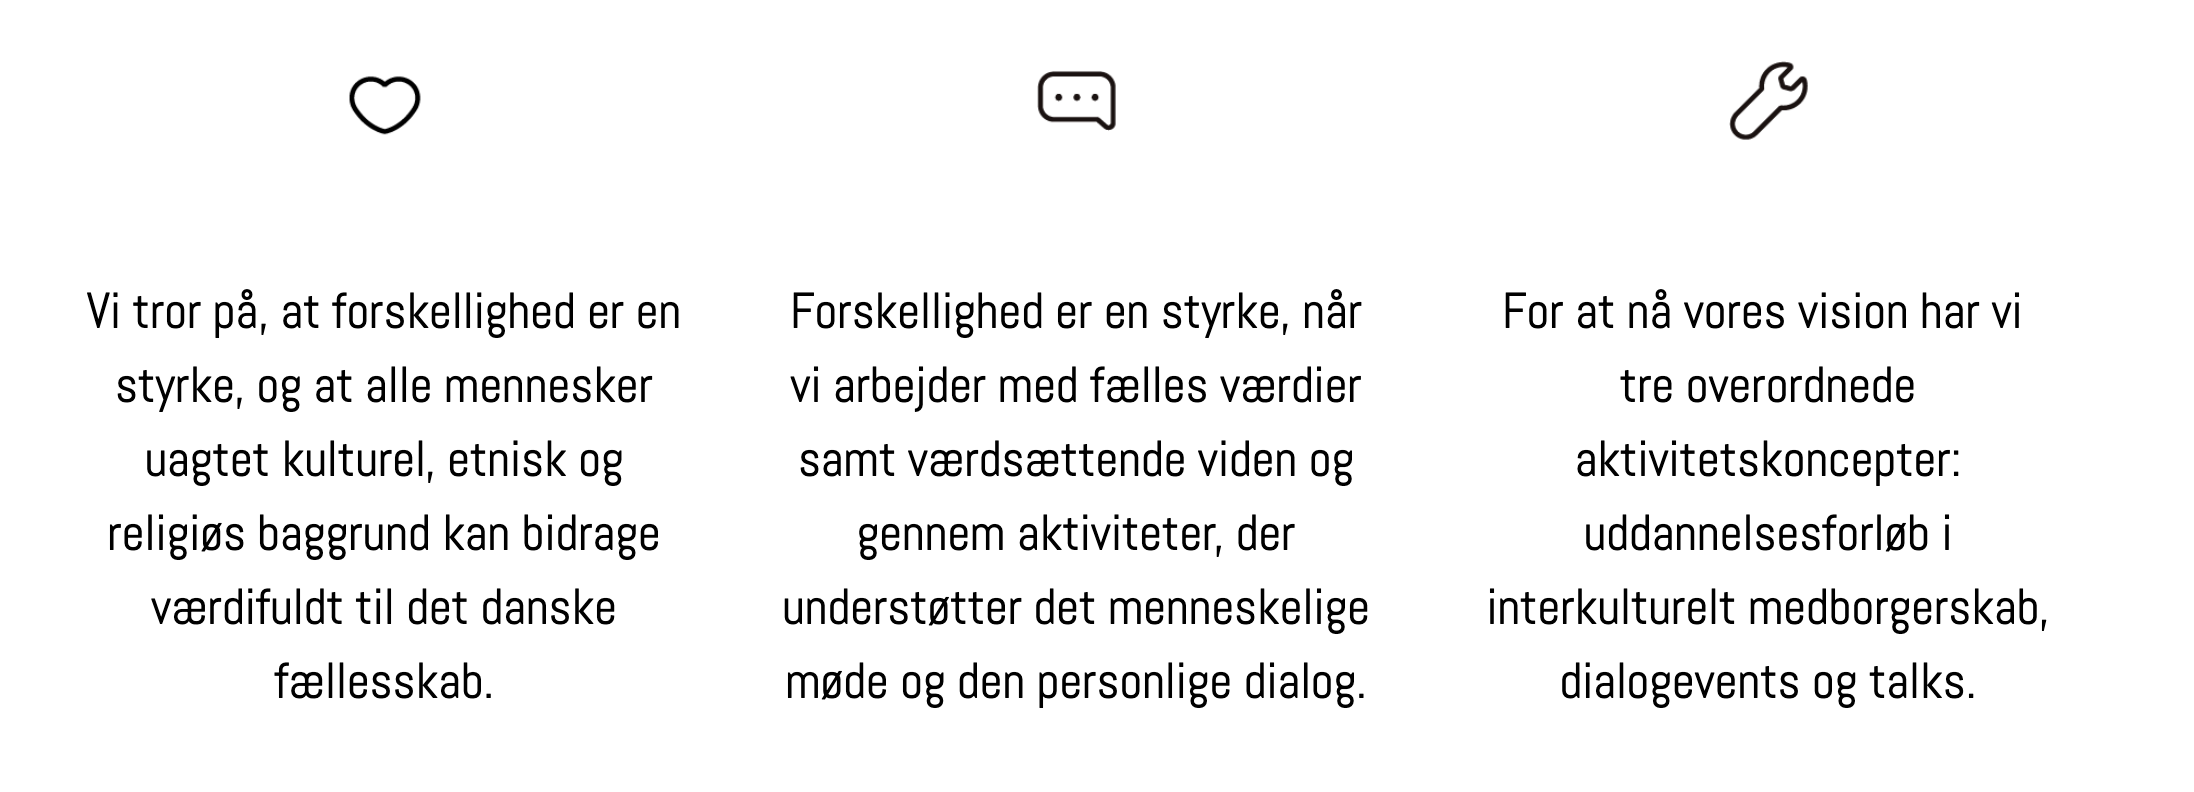 Vi tror på, at forskellighed er en
styrke, og at alle mennesker
uagtet kulturel, etnisk og
religiøs baggrund kan bidrage
værdifuldt til det danske
fællesskab.
Forskellighed er en styrke, når
vi arbejder med fælles værdier
samt værdsættende viden og
gennem aktiviteter, der
understøtter det menneskelige
møde og den personlige dialog.
For at nå vores vision har vi
tre overordnede
aktivitetskoncepter:
uddannelsesforløb i
interkulturelt medborgerskab,
dialogevents og talks.